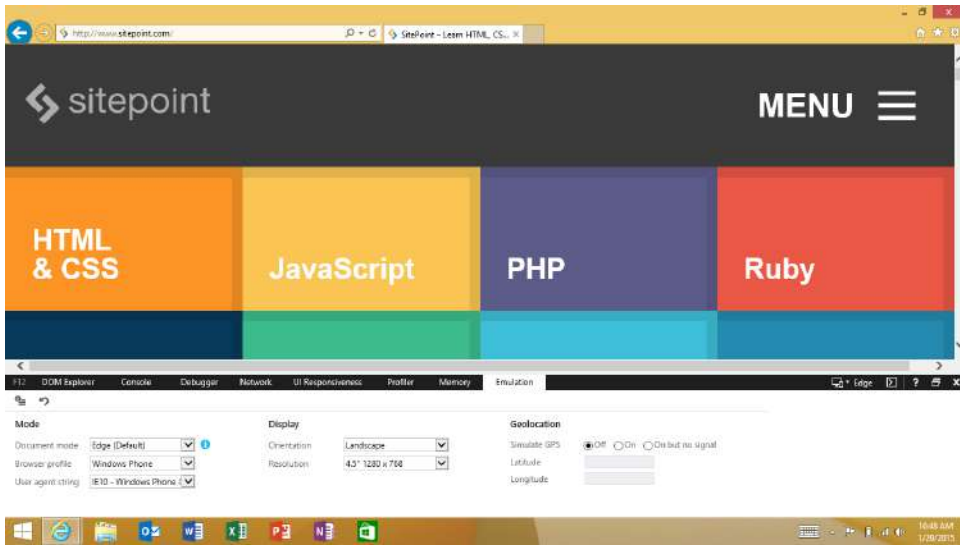 http://www.sitepoint.com/
SitePoint – Learn HTML, CS...
sitepoint
MENU
HTML
& CSS
JavaScript
PHP
Ruby
F12 DOM Explorer Console Debugger Network UI Responsiveness Profiler Memory Emulation Edge ?
Mode Display Geolocation
Document mode Edge (Default) Orientation Landscape Simulate GPS Off On On but no signal
Browser profile Windows Phone Resolution 4.5" 1280 x 768 Latitude
User agent string IE10 - Windows Phone Longitude
10:48 AM
1/29/2015